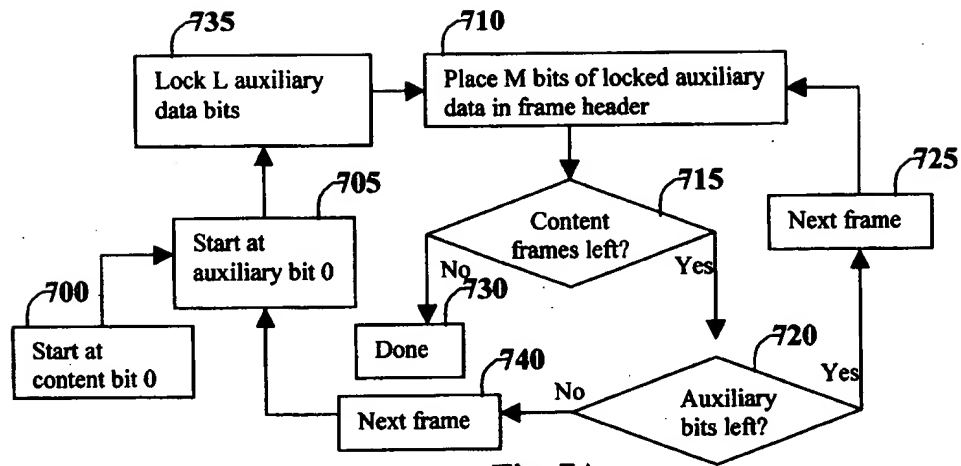 735
Lock L auxiliary
data bits
710
Place M bits of locked auxiliary
data in frame header
725
Next frame
705
Start at
auxiliary bit 0
715
Content
frames left?
No
Yes
700
Start at
content bit 0
730
Done
740
Next frame
No
720
Auxiliary
bits left?
Yes